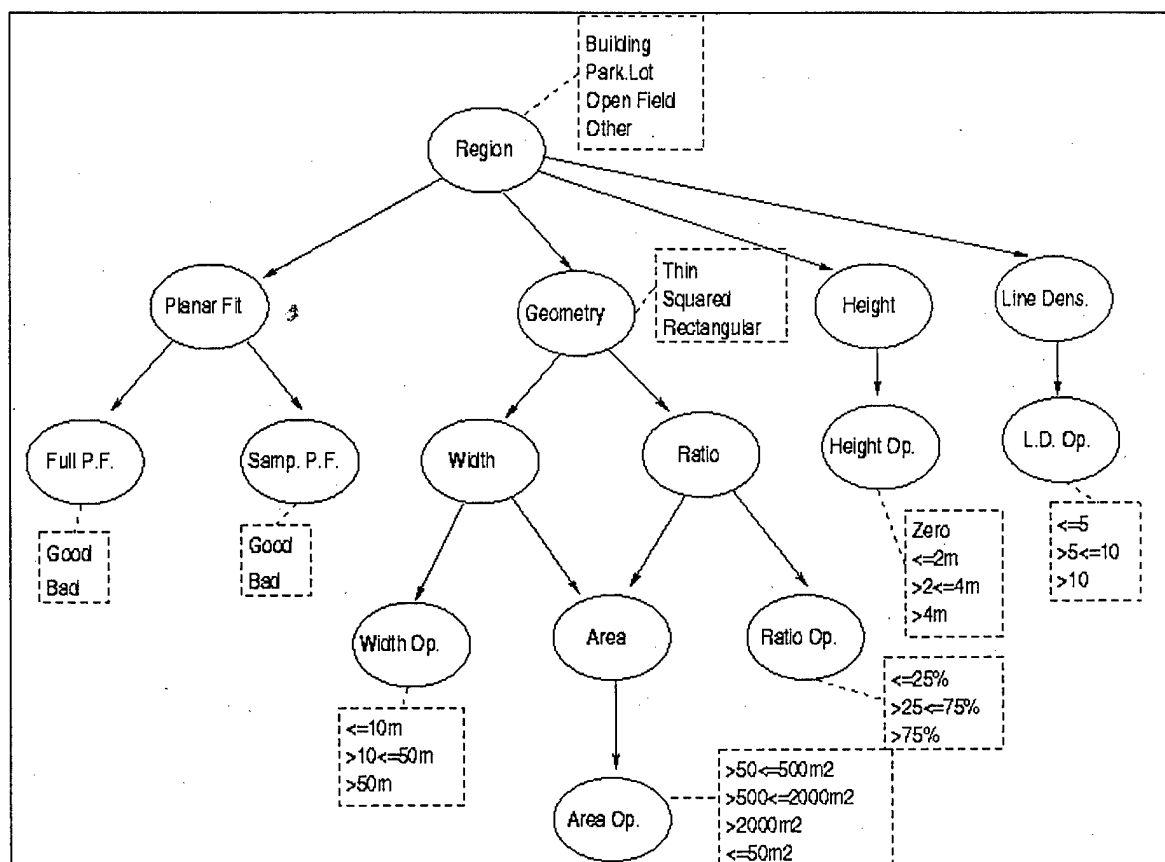 Building
Park.Lot
Open Field
Other
Region
Thin
Squared
Rectangular
Planar Fit
Geometry
Height
Line Dens.
Full P.F.
Samp. P.F.
Width
Ratio
Height Op.
L.D. Op.
Good
Bad
Good
Bad
Zero
<=2m
>2<=4m
>4m
<=5
>5<=10
>10
Width Op.
Area
Ratio Op.
<=10m
>10<=50m
>50m
<=25%
>25<=75%
>75%
Area Op.
>50<=500m2
>500<=2000m2
>2000m2
<=50m2